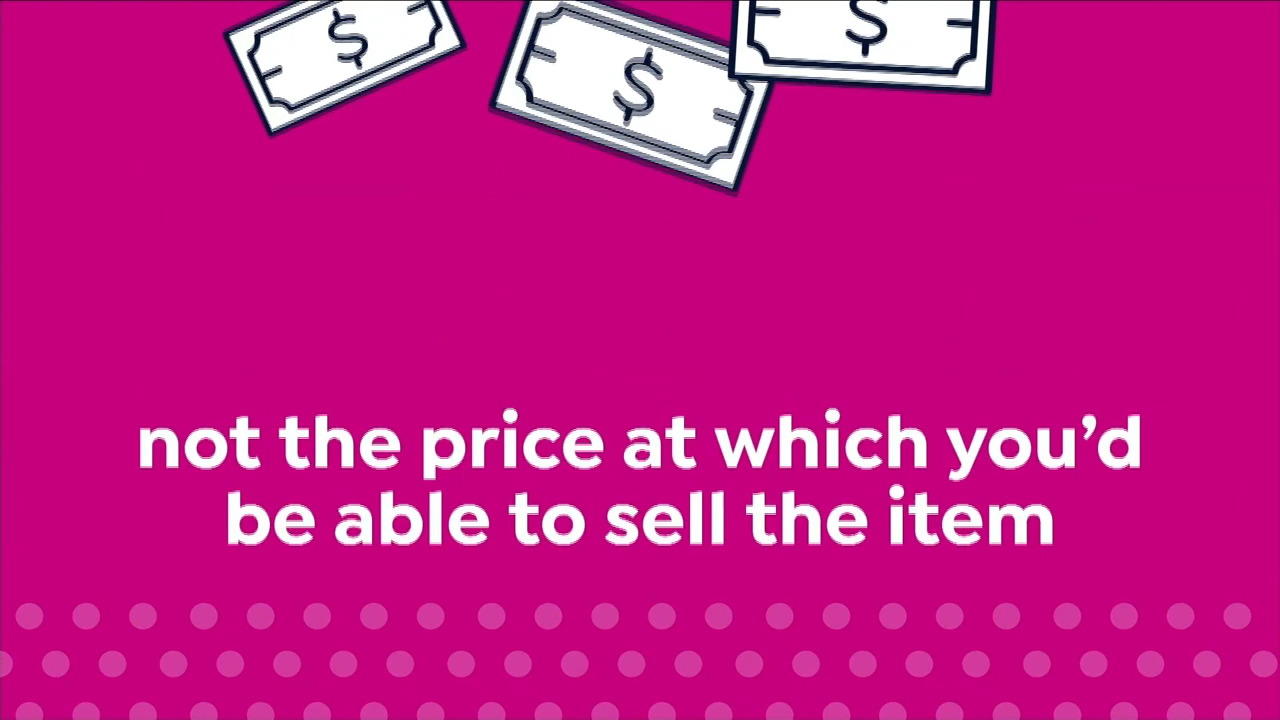 $ $ $
not the price at which you’d
be able to sell the item